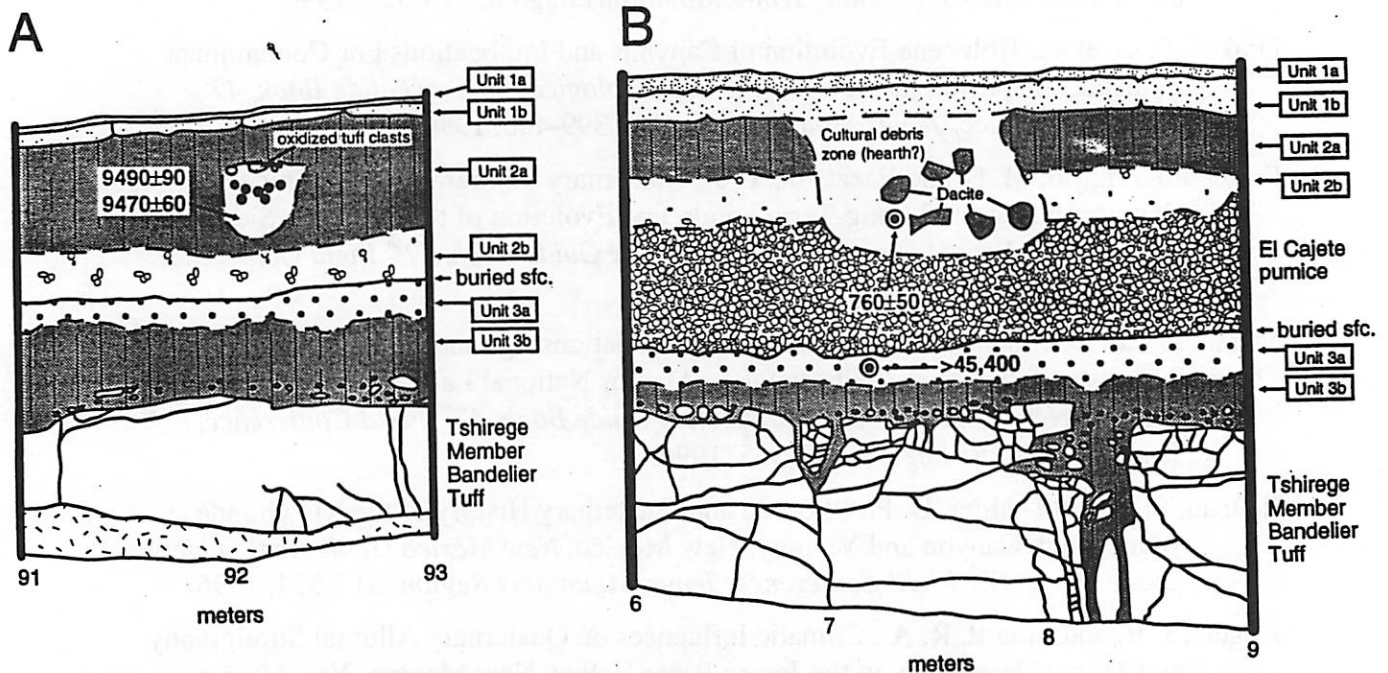 A
Unit 1a
Unit 1b
oxidized tuff clasts
9490±90
9470±60
Unit 2a
Unit 2b
buried sfc.
Unit 3a
Unit 3b
Tshirege
Member
Bandelier
Tuff
91
92
93
meters
B
Unit 1a
Unit 1b
Cultural debris
zone (hearth?)
Unit 2a
Unit 2b
Dacite
El Cajete
pumice
760±50
buried sfc.
>45,400
Unit 3a
Unit 3b
Tshirege
Member
Bandelier
Tuff
6
7
8
9
meters